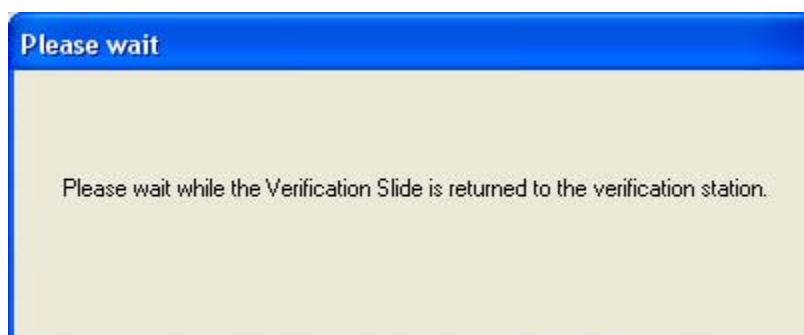 Please wait
Please wait while the Verification Slide is returned to the verification station.